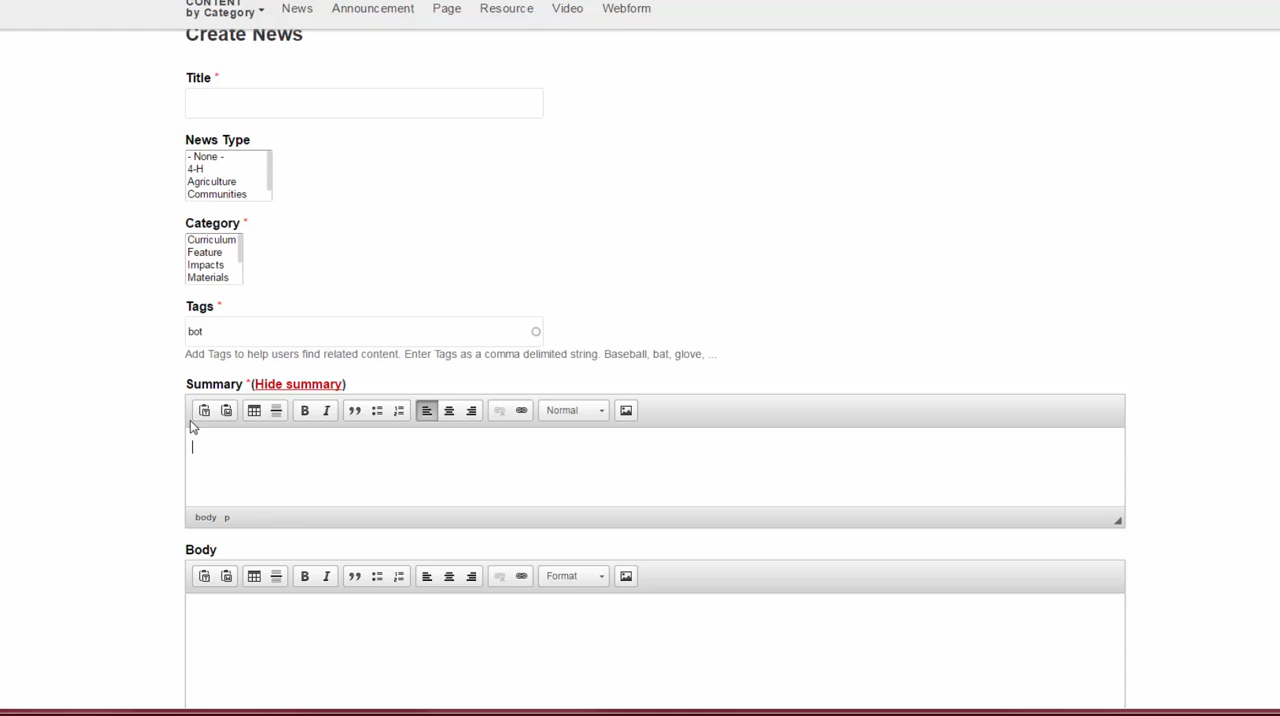 CONTENT
by Category
News Announcement Page Resource Video Webform
Create News
Title *
News Type
- None -
4-H
Agriculture
Communities
Category *
Curriculum
Feature
Impacts
Materials
Tags *
bot
Add Tags to help users find related content. Enter Tags as a comma delimited string. Baseball, bat, glove, ...
Summary *(Hide summary)
B I Normal
body p
Body
B I Format